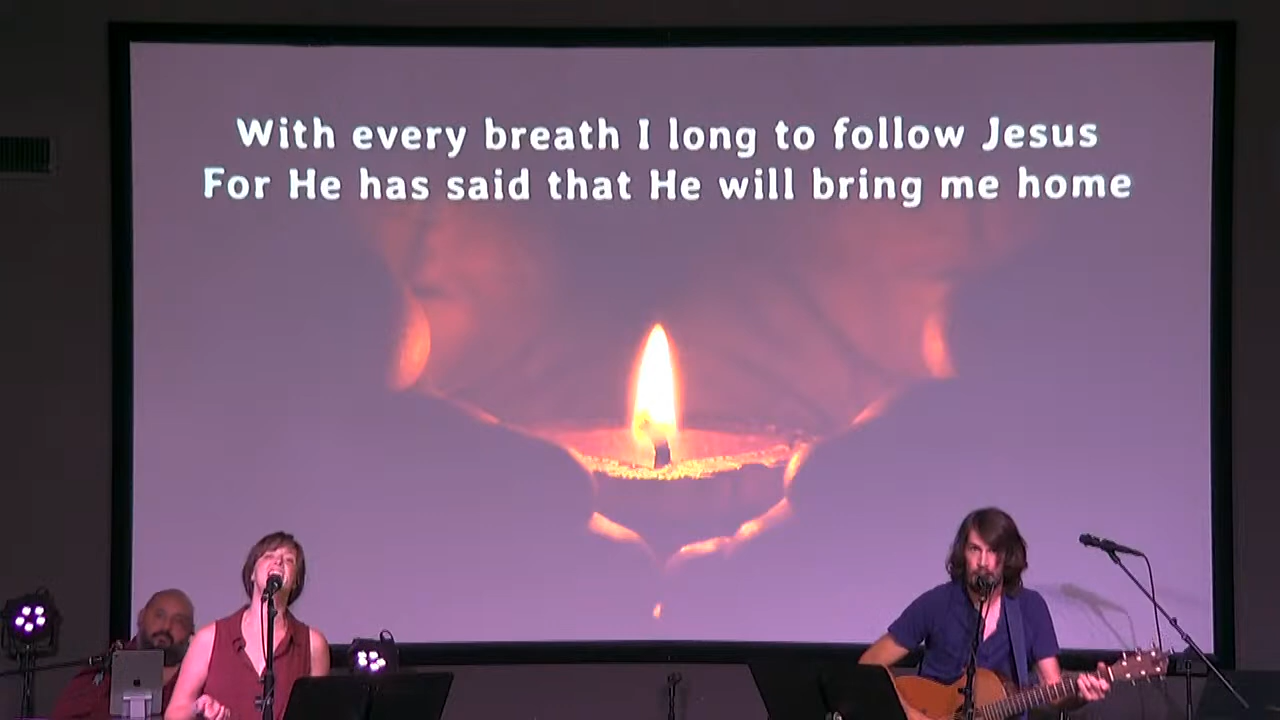 With every breath I long to follow Jesus
For He has said that He will bring me home